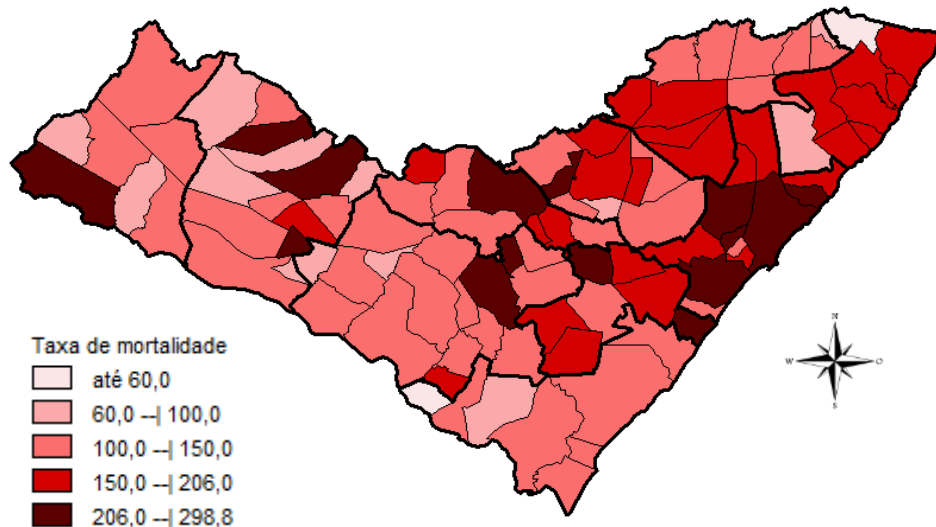 Taxa de mortalidade
até 60,0
60,0 --| 100,0
100,0 --| 150,0
150,0 --| 206,0
206,0 --| 298,8
N
W
O
S